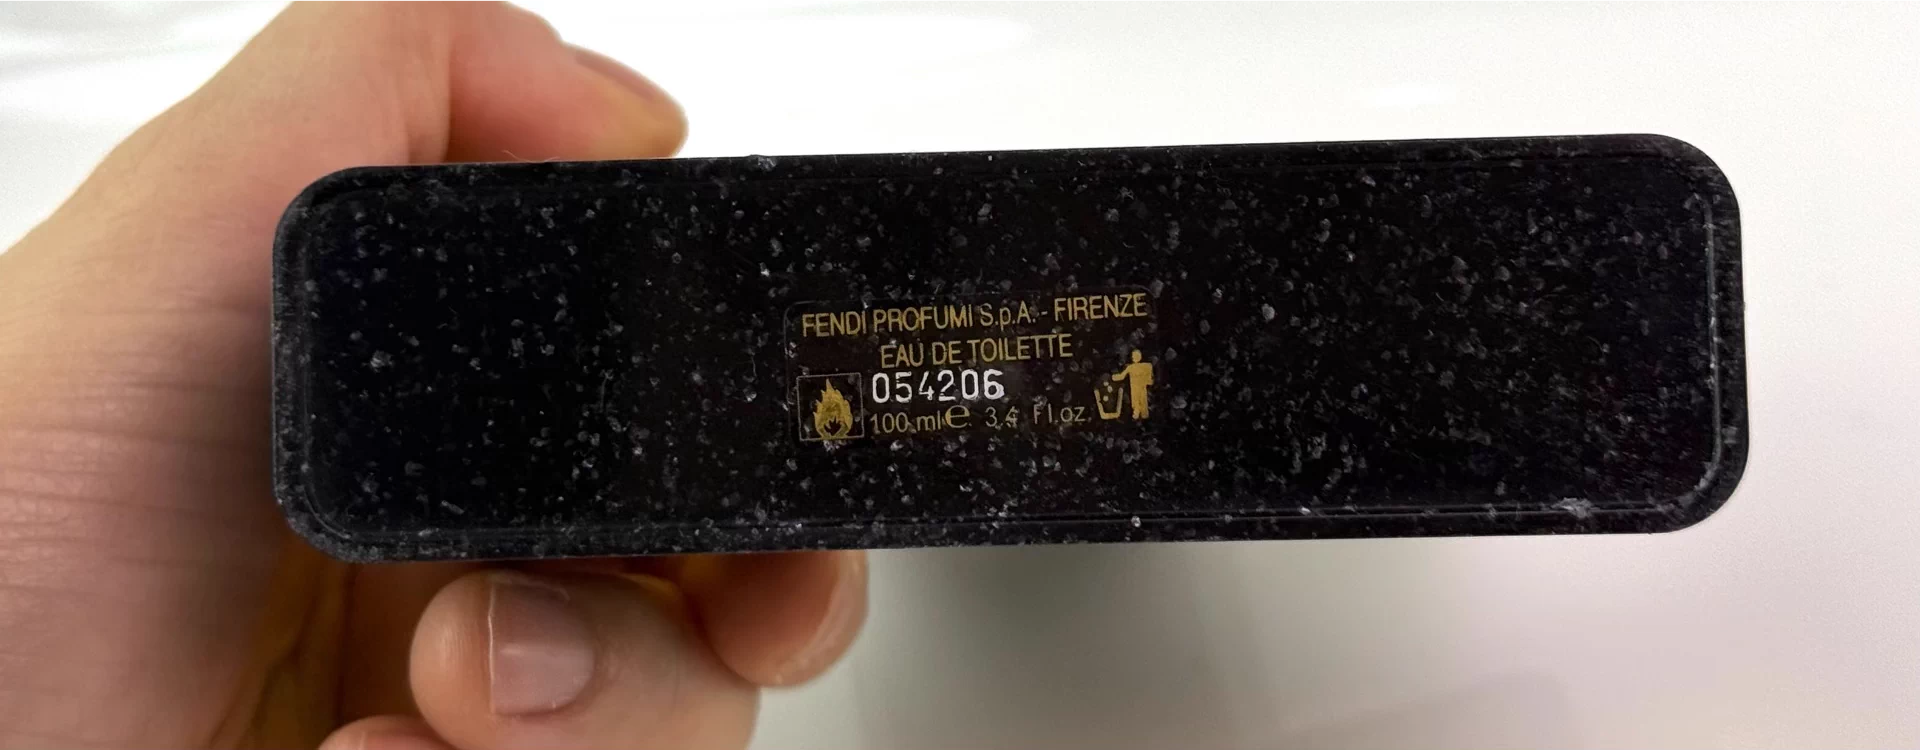 FENDI PROFUMI S.p.A. - FIRENZE
EAU DE TOILETTE
054206
100 ml e 3.4 Fl.oz.